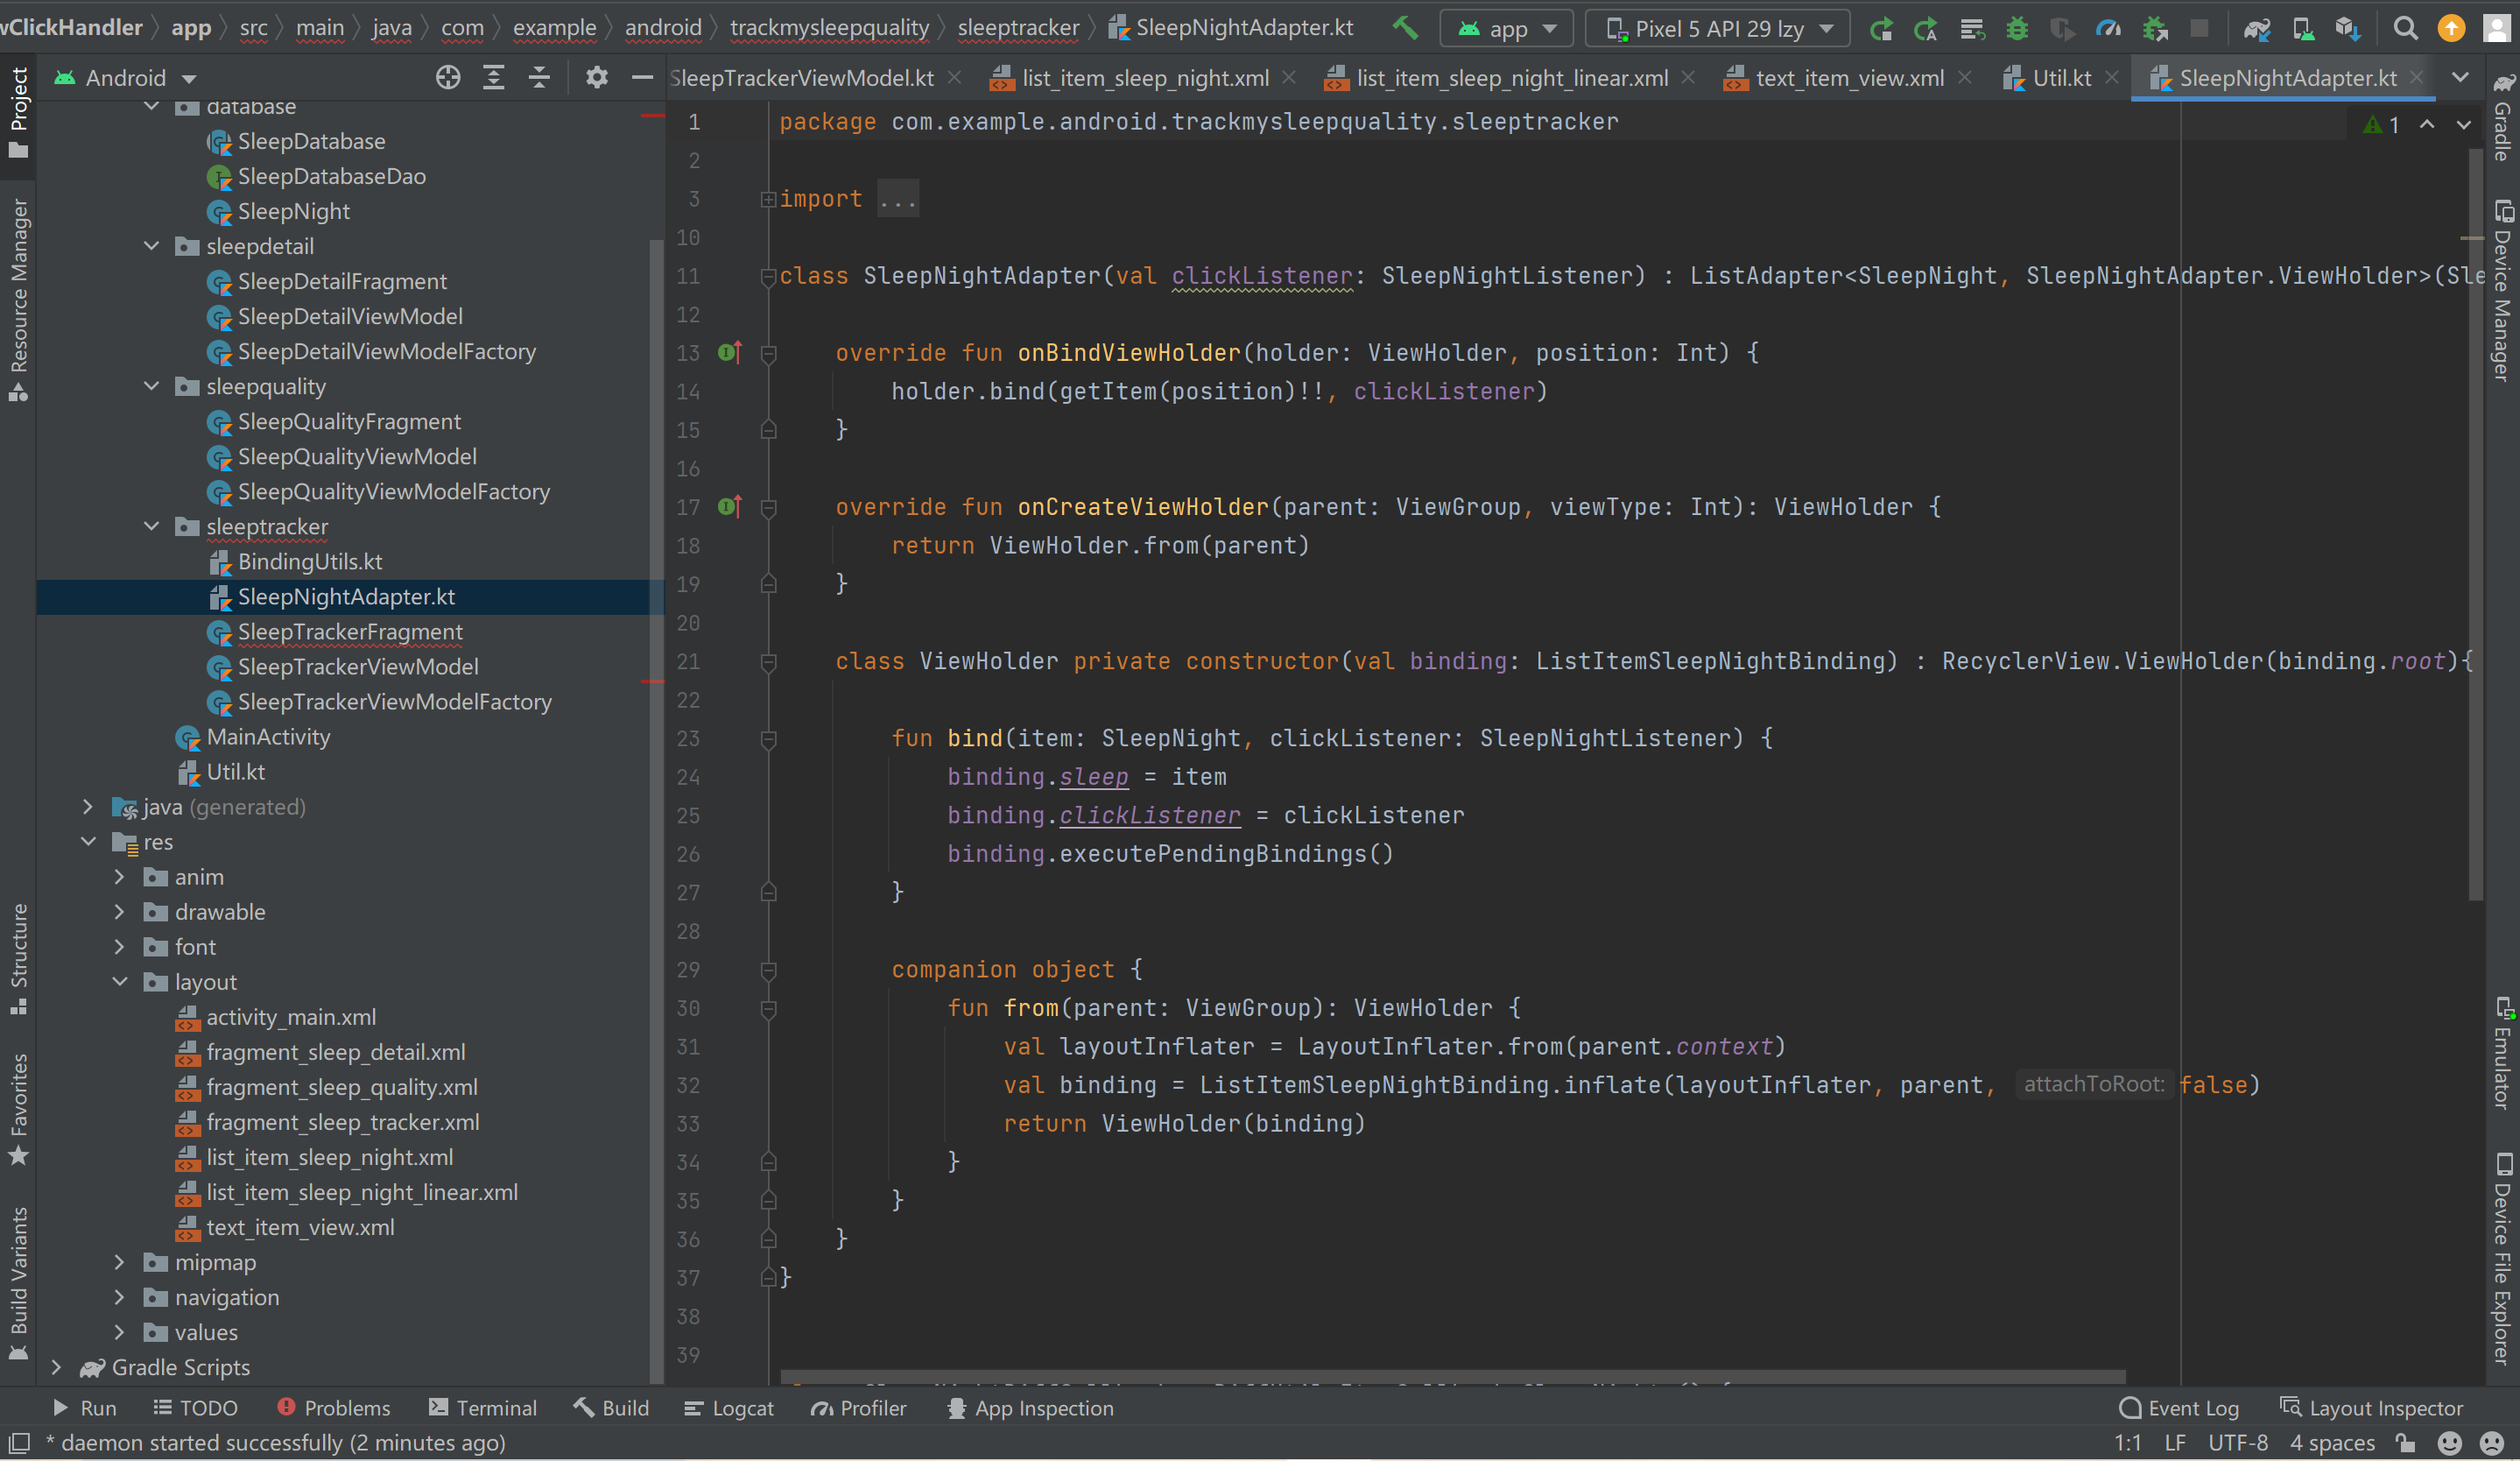 wClickHandler app src main java com example android trackmysleepquality sleeptracker SleepNightAdapter.kt app Pixel 5 API 29 lzy
Android
SleepTrackerViewModel.kt list_item_sleep_night.xml list_item_sleep_night_linear.xml text_item_view.xml Util.kt SleepNightAdapter.kt
Project
Resource Manager
Structure
Favorites
Build Variants
database
SleepDatabase
SleepDatabaseDao
SleepNight
sleepdetail
SleepDetailFragment
SleepDetailViewModel
SleepDetailViewModelFactory
sleepquality
SleepQualityFragment
SleepQualityViewModel
SleepQualityViewModelFactory
sleeptracker
BindingUtils.kt
SleepNightAdapter.kt
SleepTrackerFragment
SleepTrackerViewModel
SleepTrackerViewModelFactory
MainActivity
Util.kt
java (generated)
res
anim
drawable
font
layout
activity_main.xml
fragment_sleep_detail.xml
fragment_sleep_quality.xml
fragment_sleep_tracker.xml
list_item_sleep_night.xml
list_item_sleep_night_linear.xml
text_item_view.xml
mipmap
navigation
values
Gradle Scripts
1 package com.example.android.trackmysleepquality.sleeptracker 1
2
3 import ...
10
11 class SleepNightAdapter(val clickListener: SleepNightListener) : ListAdapter<SleepNight, SleepNightAdapter.ViewHolder>(Sle
12
13 override fun onBindViewHolder(holder: ViewHolder, position: Int) {
14 holder.bind(getItem(position)!!, clickListener)
15 }
16
17 override fun onCreateViewHolder(parent: ViewGroup, viewType: Int): ViewHolder {
18 return ViewHolder.from(parent)
19 }
20
21 class ViewHolder private constructor(val binding: ListItemSleepNightBinding) : RecyclerView.ViewHolder(binding.root){
22
23 fun bind(item: SleepNight, clickListener: SleepNightListener) {
24 binding.sleep = item
25 binding.clickListener = clickListener
26 binding.executePendingBindings()
27 }
28
29 companion object {
30 fun from(parent: ViewGroup): ViewHolder {
31 val layoutInflater = LayoutInflater.from(parent.context)
32 val binding = ListItemSleepNightBinding.inflate(layoutInflater, parent, attachToRoot: false)
33 return ViewHolder(binding)
34 }
35 }
36 }
37 }
38
39
Gradle
Device Manager
Emulator
Device File Explorer
Run TODO Problems Terminal Build Logcat Profiler App Inspection Event Log Layout Inspector
* daemon started successfully (2 minutes ago) 1:1 LF UTF-8 4 spaces